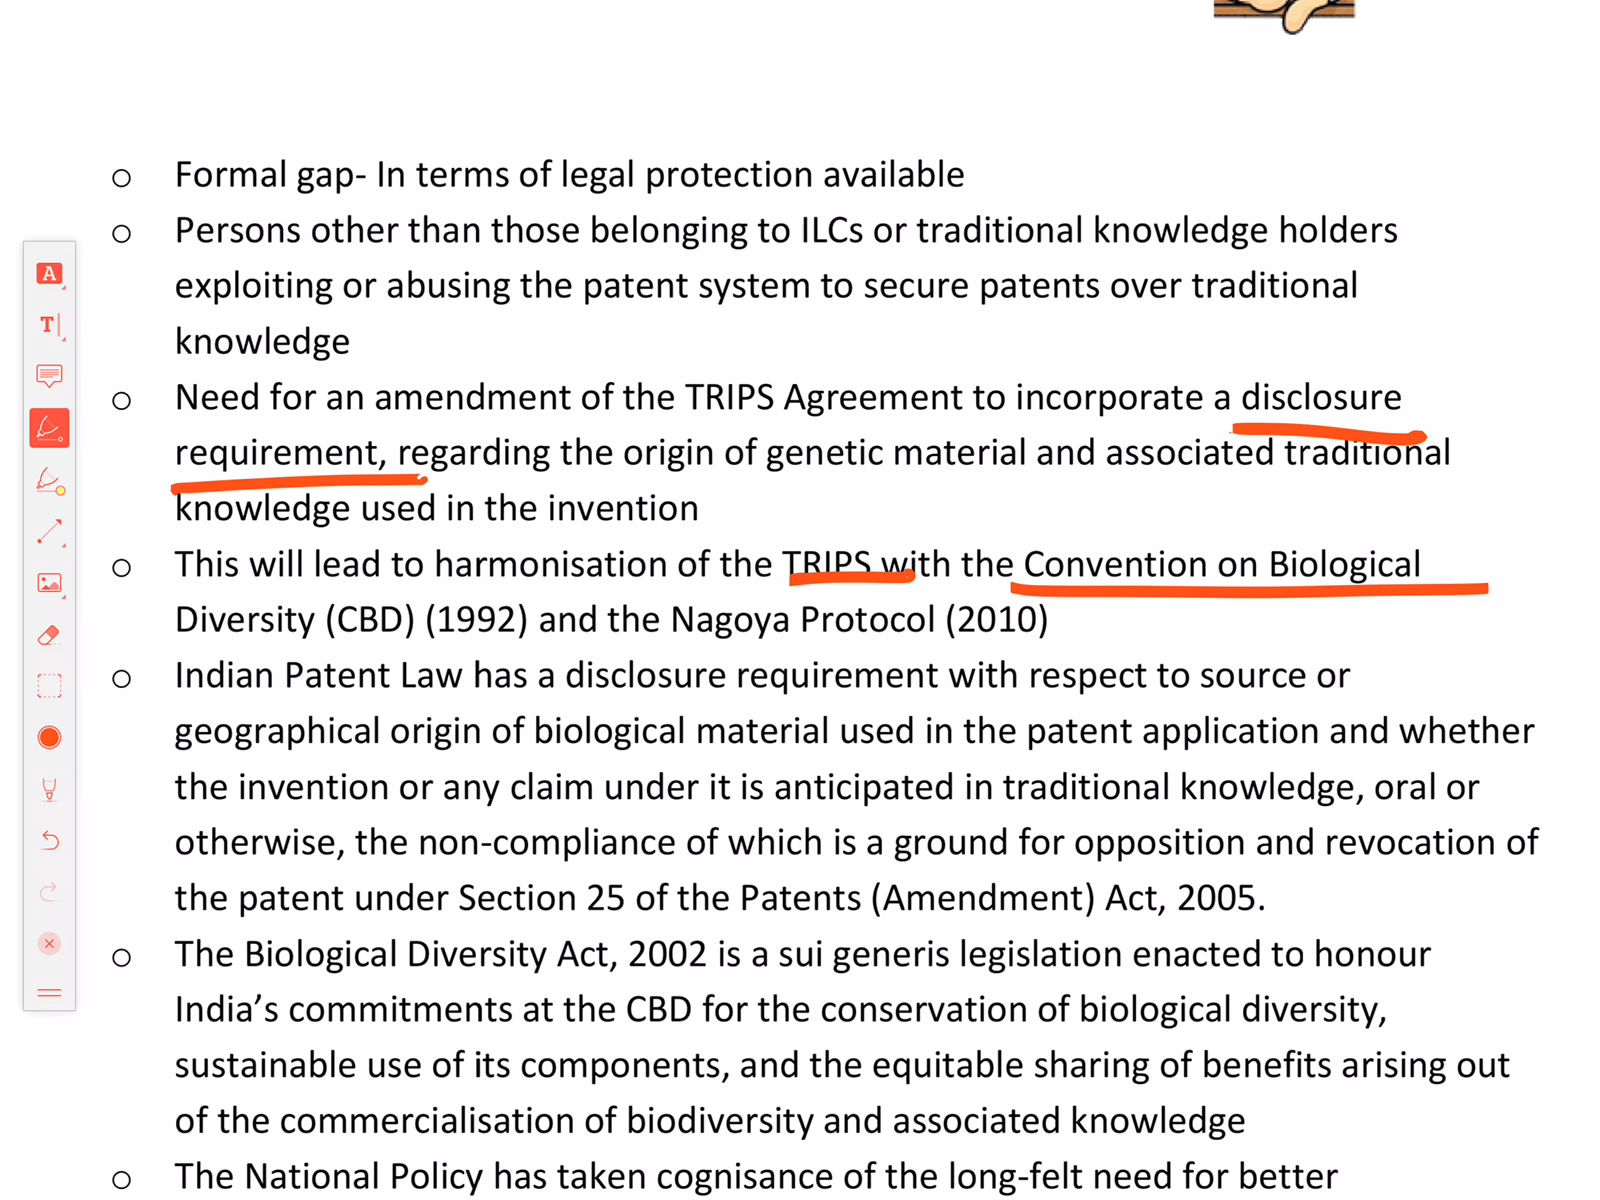 o Formal gap- In terms of legal protection available
o Persons other than those belonging to ILCs or traditional knowledge holders
exploiting or abusing the patent system to secure patents over traditional
knowledge
o Need for an amendment of the TRIPS Agreement to incorporate a disclosure
requirement, regarding the origin of genetic material and associated traditional
knowledge used in the invention
o This will lead to harmonisation of the TRIPS with the Convention on Biological
Diversity (CBD) (1992) and the Nagoya Protocol (2010)
o Indian Patent Law has a disclosure requirement with respect to source or
geographical origin of biological material used in the patent application and whether
the invention or any claim under it is anticipated in traditional knowledge, oral or
otherwise, the non-compliance of which is a ground for opposition and revocation of
the patent under Section 25 of the Patents (Amendment) Act, 2005.
o The Biological Diversity Act, 2002 is a sui generis legislation enacted to honour
India’s commitments at the CBD for the conservation of biological diversity,
sustainable use of its components, and the equitable sharing of benefits arising out
of the commercialisation of biodiversity and associated knowledge
o The National Policy has taken cognisance of the long-felt need for better
A
T